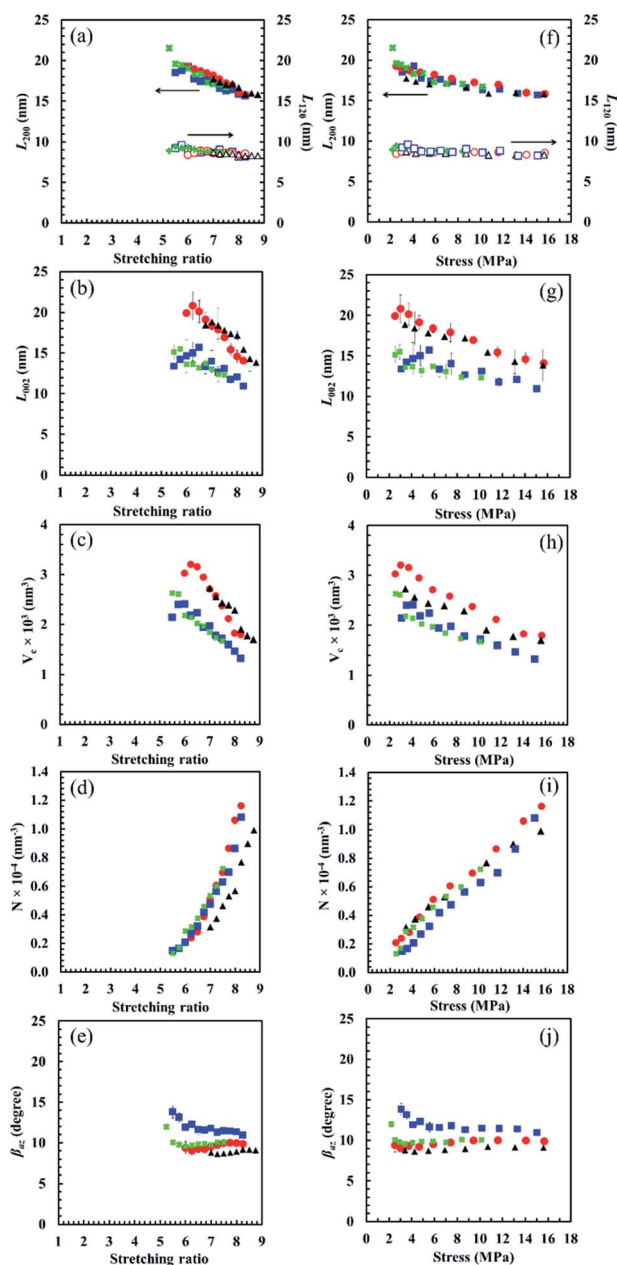 (a)
25
20
15
10
5
0
L200 (nm)
20
15
10
5
0
L120 (nm)
1 2 3 4 5 6 7 8 9
Stretching ratio
(f)
25
20
15
10
5
0
L200 (nm)
20
15
10
5
0
L120 (nm)
0 2 4 6 8 10 12 14 16 18
Stress (MPa)
(b)
25
20
15
10
5
0
L002 (nm)
1 2 3 4 5 6 7 8 9
Stretching ratio
(g)
25
20
15
10
5
0
L002 (nm)
0 2 4 6 8 10 12 14 16 18
Stress (MPa)
(c)
4
3
2
1
0
Vc × 10³ (nm³)
1 2 3 4 5 6 7 8 9
Stretching ratio
(h)
4
3
2
1
0
Vc × 10³ (nm³)
0 2 4 6 8 10 12 14 16 18
Stress (MPa)
(d)
1.4
1.2
1.0
0.8
0.6
0.4
0.2
0.0
N × 10⁻⁴ (nm⁻³)
1 2 3 4 5 6 7 8 9
Stretching ratio
(i)
1.4
1.2
1.0
0.8
0.6
0.4
0.2
0.0
N × 10⁻⁴ (nm⁻³)
0 2 4 6 8 10 12 14 16 18
Stress (MPa)
(e)
25
20
15
10
5
0
βaz (degree)
1 2 3 4 5 6 7 8 9
Stretching ratio
(j)
25
20
15
10
5
0
βaz (degree)
0 2 4 6 8 10 12 14 16 18
Stress (MPa)